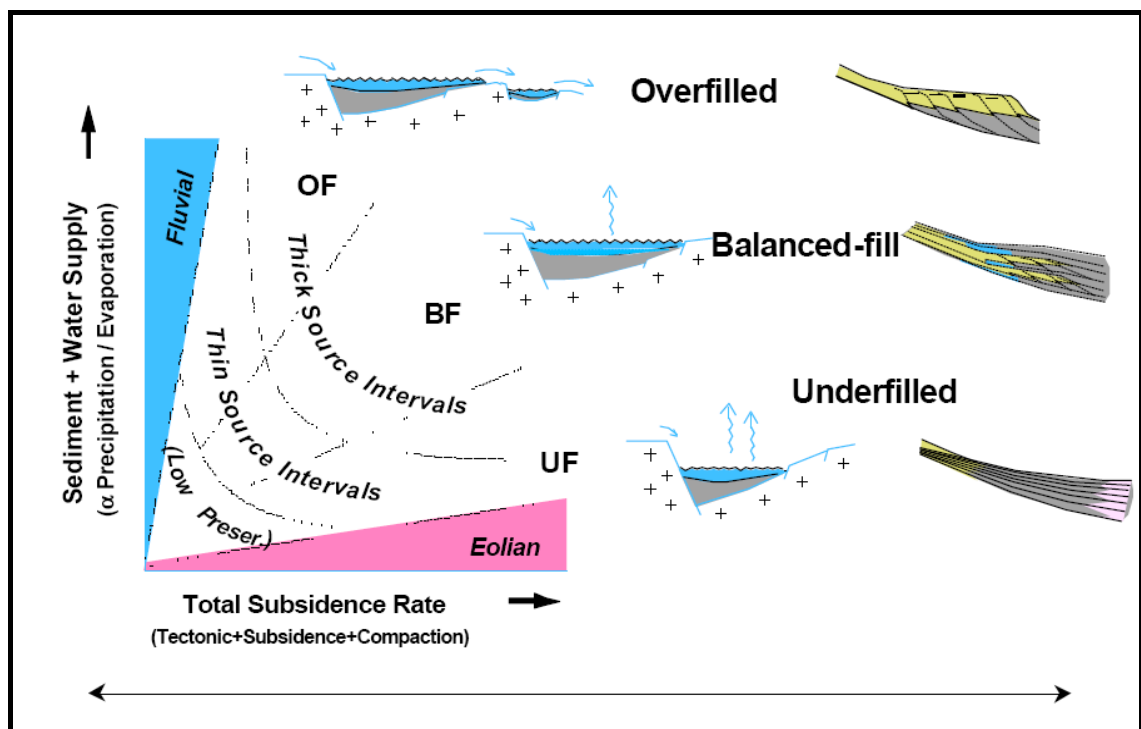 Overfilled
OF
Fluvial
Balanced-fill
Thick Source Intervals
BF
Thin Source Intervals
Underfilled
UF
(Low Preser.)
Eolian
Sediment + Water Supply
(α Precipitation / Evaporation)
Total Subsidence Rate
(Tectonic+Subsidence+Compaction)